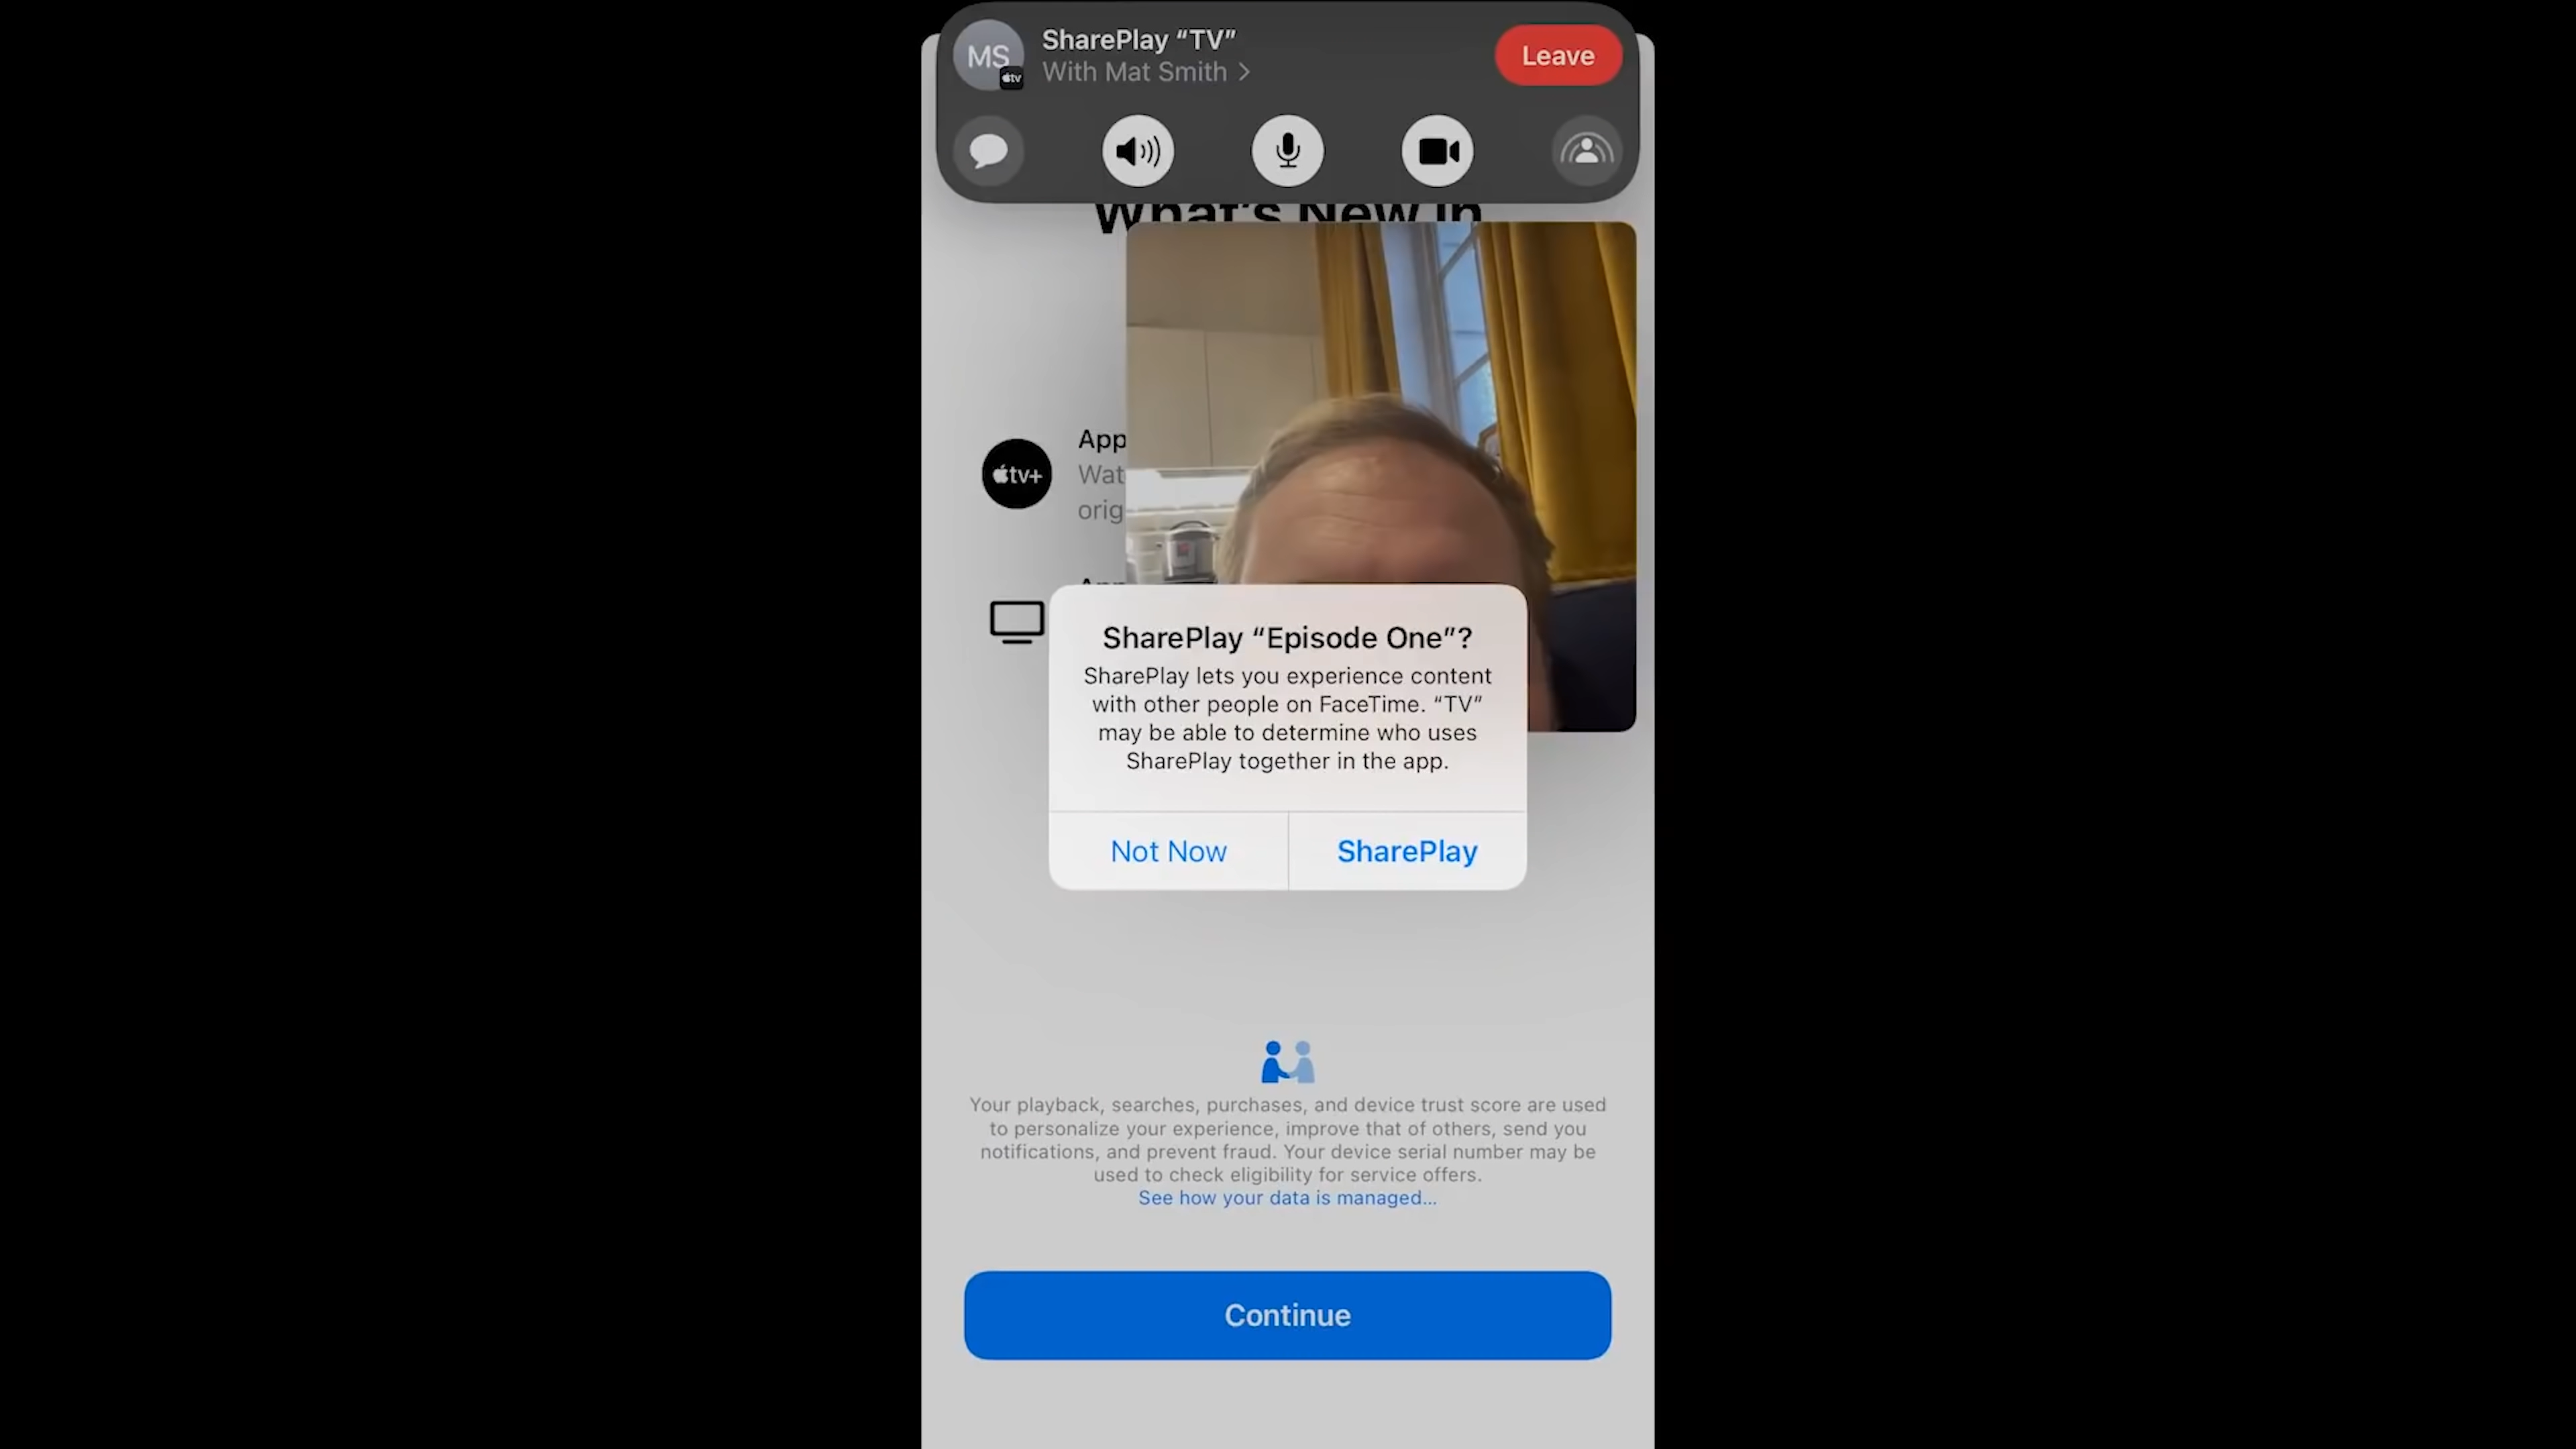 MS
tv
SharePlay “TV”
With Mat Smith >
Leave
What's New in
tv+
App
Wat
orig
SharePlay “Episode One”?
SharePlay lets you experience content
with other people on FaceTime. “TV”
may be able to determine who uses
SharePlay together in the app.
Not Now
SharePlay
Your playback, searches, purchases, and device trust score are used
to personalize your experience, improve that of others, send you
notifications, and prevent fraud. Your device serial number may be
used to check eligibility for service offers.
See how your data is managed...
Continue